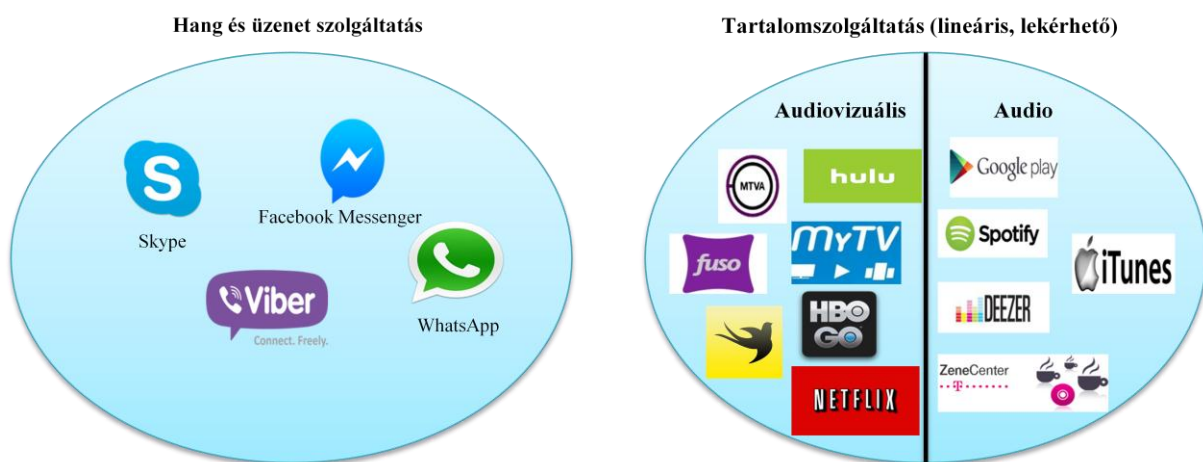 Hang és üzenet szolgáltatás
S
Facebook Messenger
Skype
Viber
Connect. Freely.
WhatsApp
Tartalomszolgáltatás (lineáris, lekérhető)
Audiovizuális
Audio
MTVA
hulu
fuso
MYTV
HBO
GO
NETFLIX
Google play
Spotify
iTunes
DEEZER
ZeneCenter
T